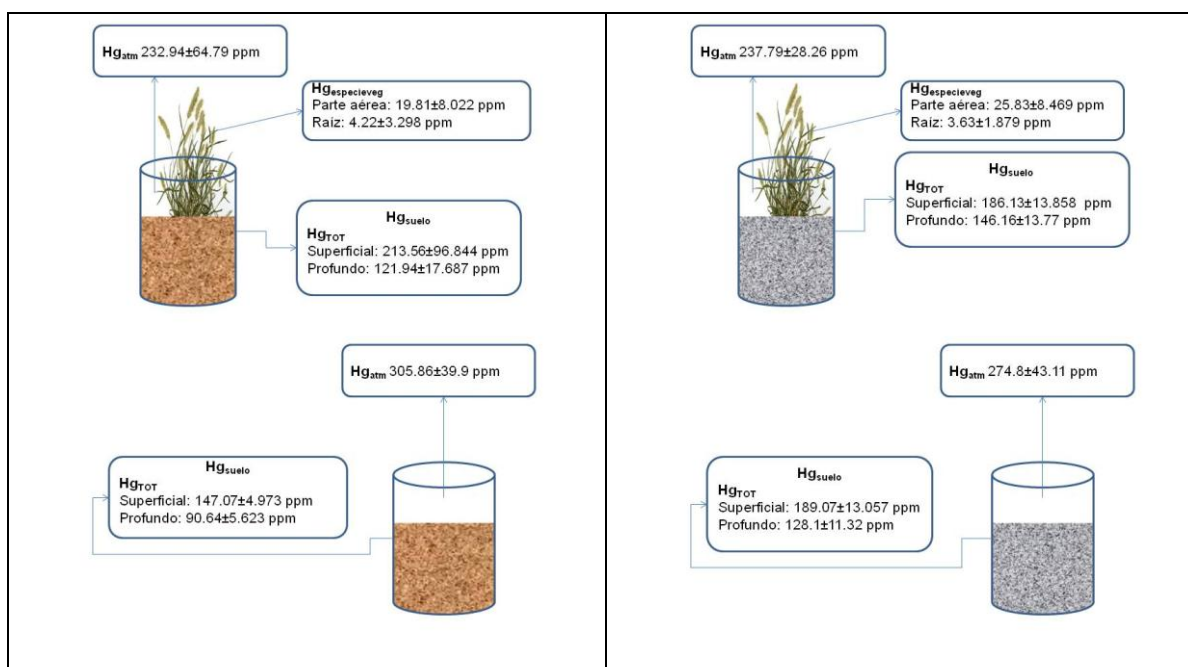 Hgatm 232.94±64.79 ppm
Hgespecieveg
Parte aérea: 19.81±8.022 ppm
Raíz: 4.22±3.298 ppm
Hgsuelo
HgTOT
Superficial: 213.56±96.844 ppm
Profundo: 121.94±17.687 ppm
Hgatm 305.86±39.9 ppm
Hgsuelo
HgTOT
Superficial: 147.07±4.973 ppm
Profundo: 90.64±5.623 ppm
Hgatm 237.79±28.26 ppm
Hgespecieveg
Parte aérea: 25.83±8.469 ppm
Raíz: 3.63±1.879 ppm
Hgsuelo
HgTOT
Superficial: 186.13±13.858 ppm
Profundo: 146.16±13.77 ppm
Hgatm 274.8±43.11 ppm
Hgsuelo
HgTOT
Superficial: 189.07±13.057 ppm
Profundo: 128.1±11.32 ppm